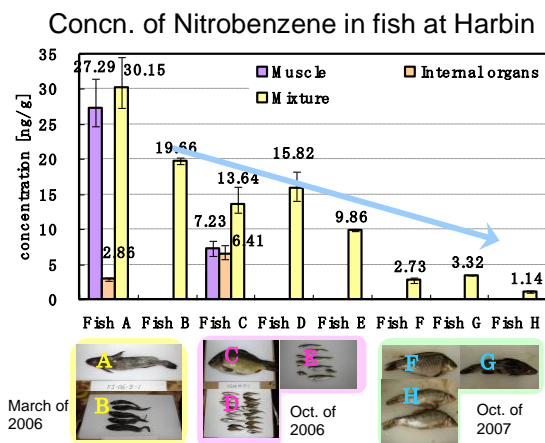 Concn. of Nitrobenzene in fish at Harbin
concentration [ng/g]
35
30
25
20
15
10
5
0
Muscle
Internal organs
Mixture
27.29
2.86
30.15
19.66
7.23
6.41
13.64
15.82
9.86
2.73
3.32
1.14
Fish A Fish B Fish C Fish D Fish E Fish F Fish G Fish H
A
B
C
D
E
F
G
H
March of
2006
Oct. of
2006
Oct. of
2007